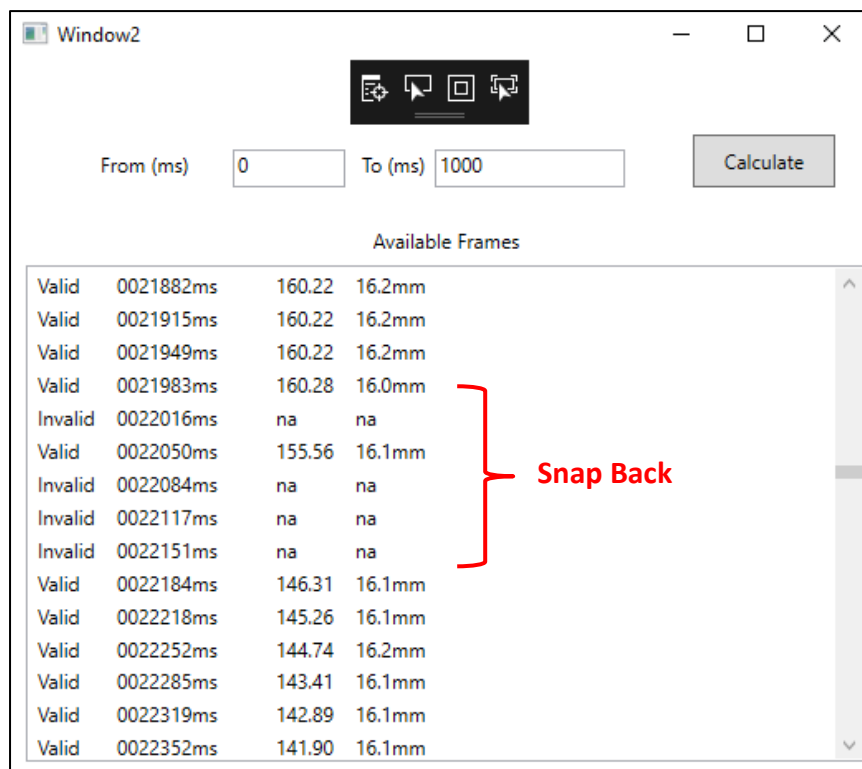 Window2
From (ms) 0 To (ms) 1000 Calculate
Available Frames
Valid 0021882ms 160.22 16.2mm
Valid 0021915ms 160.22 16.2mm
Valid 0021949ms 160.22 16.2mm
Valid 0021983ms 160.28 16.0mm
Invalid 0022016ms na na
Valid 0022050ms 155.56 16.1mm
Snap Back
Invalid 0022084ms na na
Invalid 0022117ms na na
Invalid 0022151ms na na
Valid 0022184ms 146.31 16.1mm
Valid 0022218ms 145.26 16.1mm
Valid 0022252ms 144.74 16.2mm
Valid 0022285ms 143.41 16.1mm
Valid 0022319ms 142.89 16.1mm
Valid 0022352ms 141.90 16.1mm